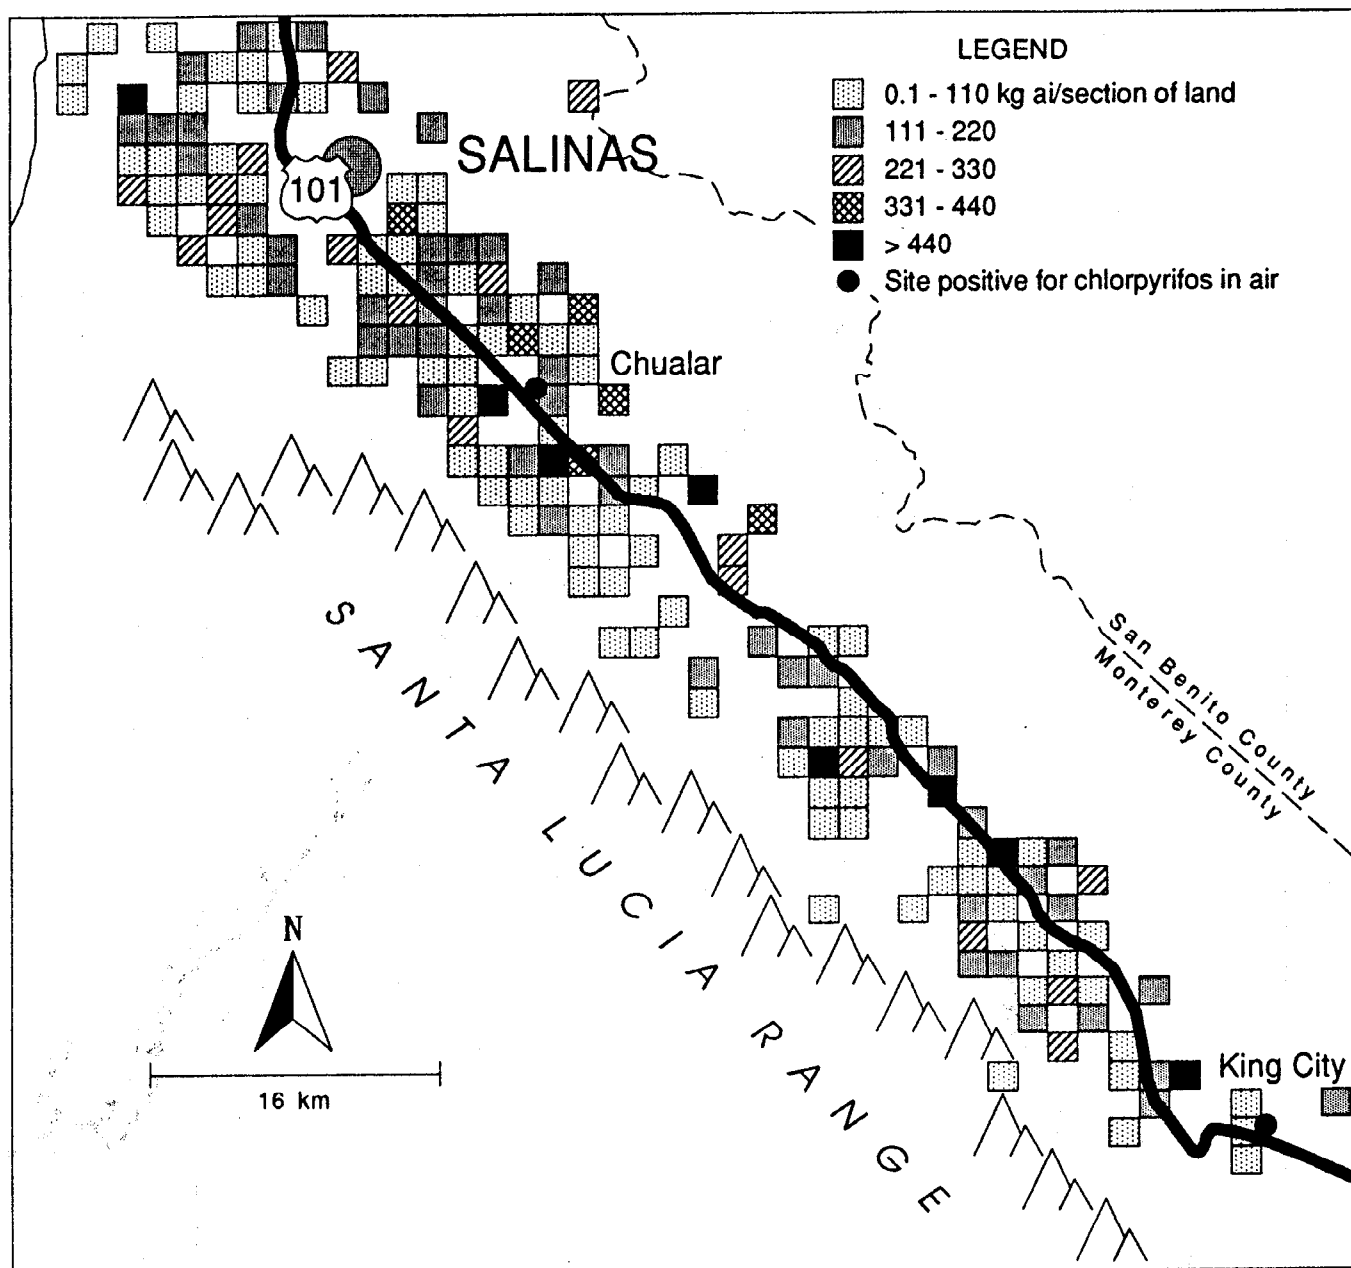 LEGEND
0.1 - 110 kg ai/section of land
111 - 220
221 - 330
331 - 440
> 440
Site positive for chlorpyrifos in air
SALINAS
101
Chualar
San Benito County
Monterey County
SANTA LUCIA RANGE
N
16 km
King City